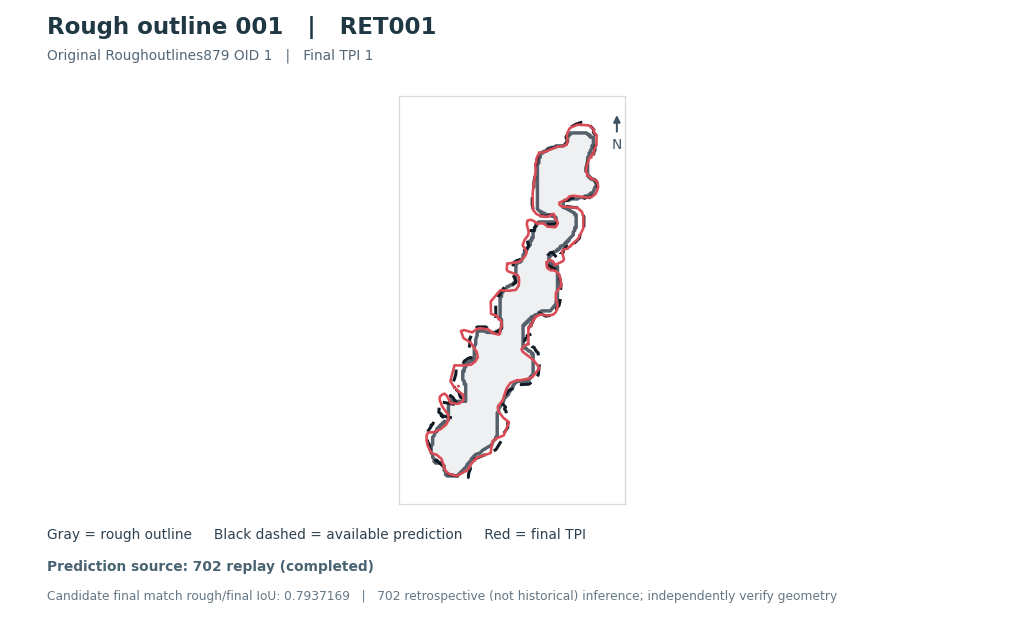 Rough outline 001   |   RET001
Original Roughoutlines879 OID 1   |   Final TPI 1
N
Gray = rough outline     Black dashed = available prediction     Red = final TPI
Prediction source: 702 replay (completed)
Candidate final match rough/final IoU: 0.7937169   |   702 retrospective (not historical) inference; independently verify geometry